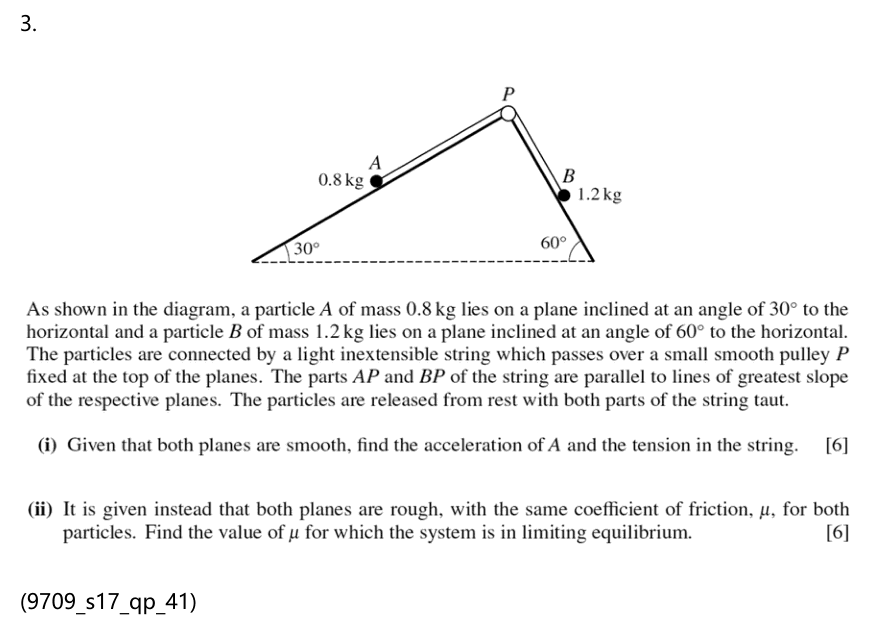 3.
P
A
0.8 kg
B
1.2 kg
30°
60°
As shown in the diagram, a particle A of mass 0.8 kg lies on a plane inclined at an angle of 30° to the
horizontal and a particle B of mass 1.2 kg lies on a plane inclined at an angle of 60° to the horizontal.
The particles are connected by a light inextensible string which passes over a small smooth pulley P
fixed at the top of the planes. The parts AP and BP of the string are parallel to lines of greatest slope
of the respective planes. The particles are released from rest with both parts of the string taut.
(i) Given that both planes are smooth, find the acceleration of A and the tension in the string. [6]
(ii) It is given instead that both planes are rough, with the same coefficient of friction, μ, for both
particles. Find the value of μ for which the system is in limiting equilibrium. [6]
(9709_s17_qp_41)